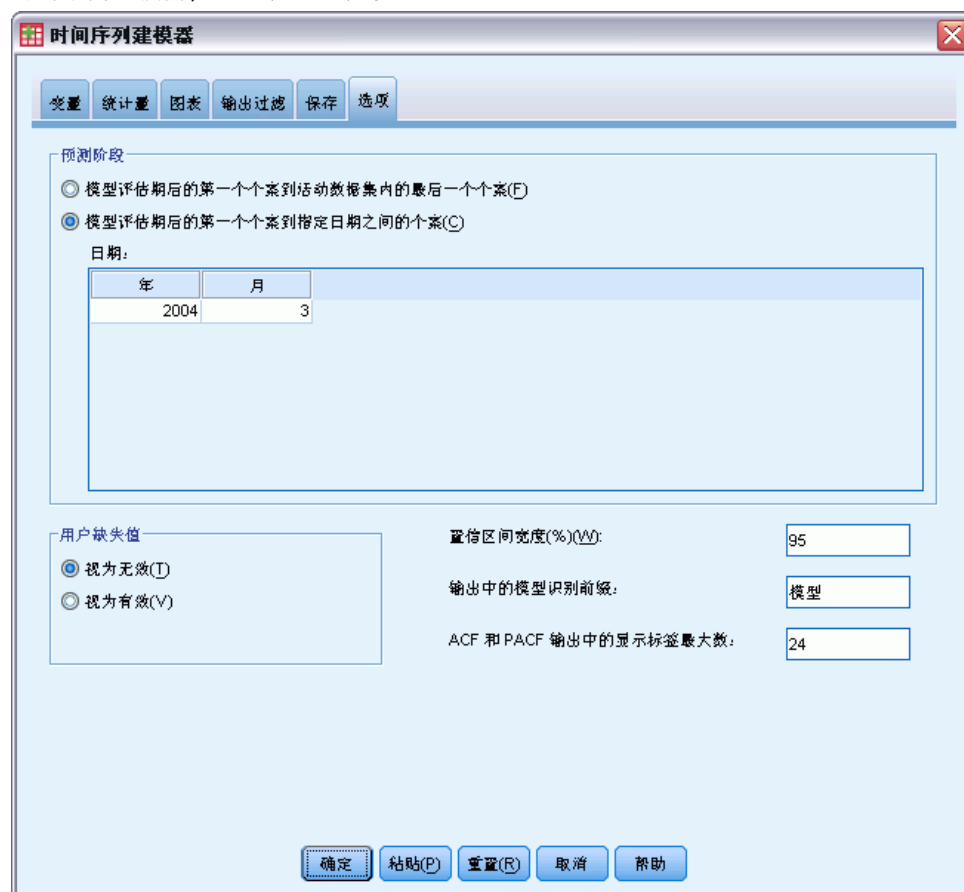 时间序列建模器
变量 统计量 图表 输出过滤 保存 选项
预测阶段
模型评估期后的第一个个案到活动数据集内的最后一个个案(F)
模型评估期后的第一个个案到指定日期之间的个案(C)
日期:
年 月
2004 3
用户缺失值
视为无效(T)
视为有效(V)
置信区间宽度(%)(W): 95
输出中的模型识别前缀: 模型
ACF 和 PACF 输出中的显示标签最大数: 24
确定 粘贴(P) 重置(R) 取消 帮助